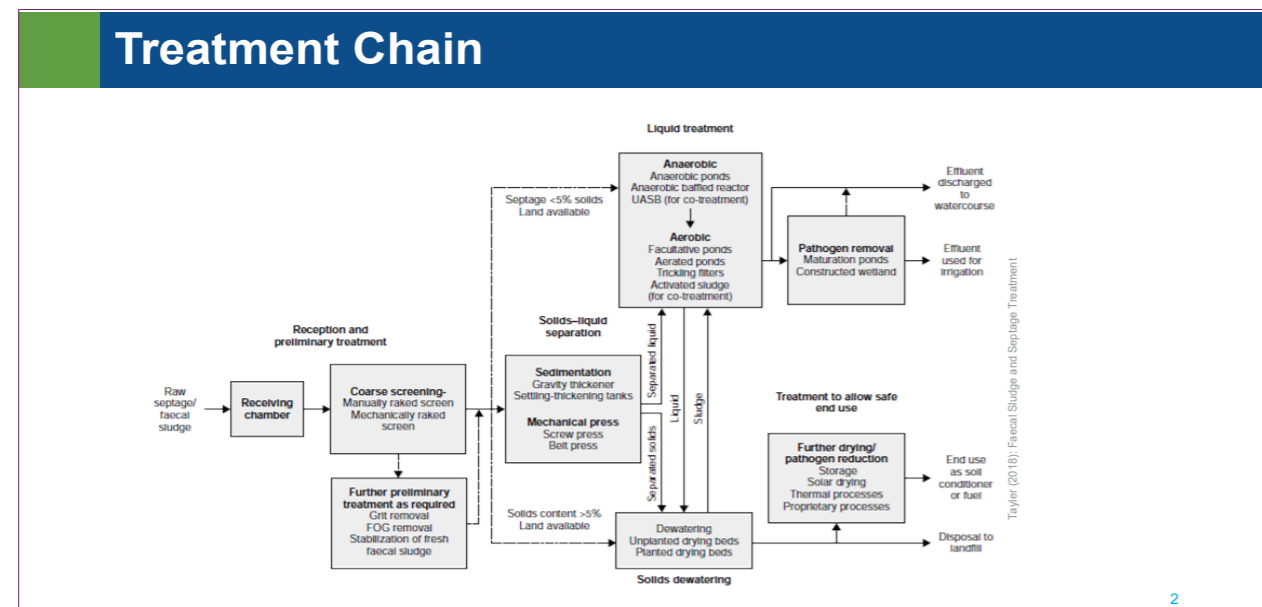 Treatment Chain
Liquid treatment
Anaerobic
Anaerobic ponds
Anaerobic baffled reactor
UASB (for co-treatment)
Aerobic
Facultative ponds
Aerated ponds
Trickling filters
Activated sludge
(for co-treatment)
Septage <5% solids
Land available
Pathogen removal
Maturation ponds
Constructed wetland
Effluent
discharged
to
watercourse
Effluent
used for
irrigation
Reception and
preliminary treatment
Raw
septage/
faecal
sludge
Receiving
chamber
Coarse screening-
Manually raked screen
Mechanically raked
screen
Further preliminary
treatment as required
Grit removal
FOG removal
Stabilization of fresh
faecal sludge
Solids–liquid
separation
Sedimentation
Gravity thickener
Settling-thickening tanks
Mechanical press
Screw press
Belt press
Separated liquid
Separated solids
Liquid
Sludge
Solids content >5%
Land available
Dewatering
Unplanted drying beds
Planted drying beds
Solids dewatering
Treatment to allow safe
end use
Further drying/
pathogen reduction
Storage
Solar drying
Thermal processes
Proprietary processes
End use
as soil
conditioner
or fuel
Disposal to
landfill
Tayler (2018): Faecal Sludge and Septage Treatment
2